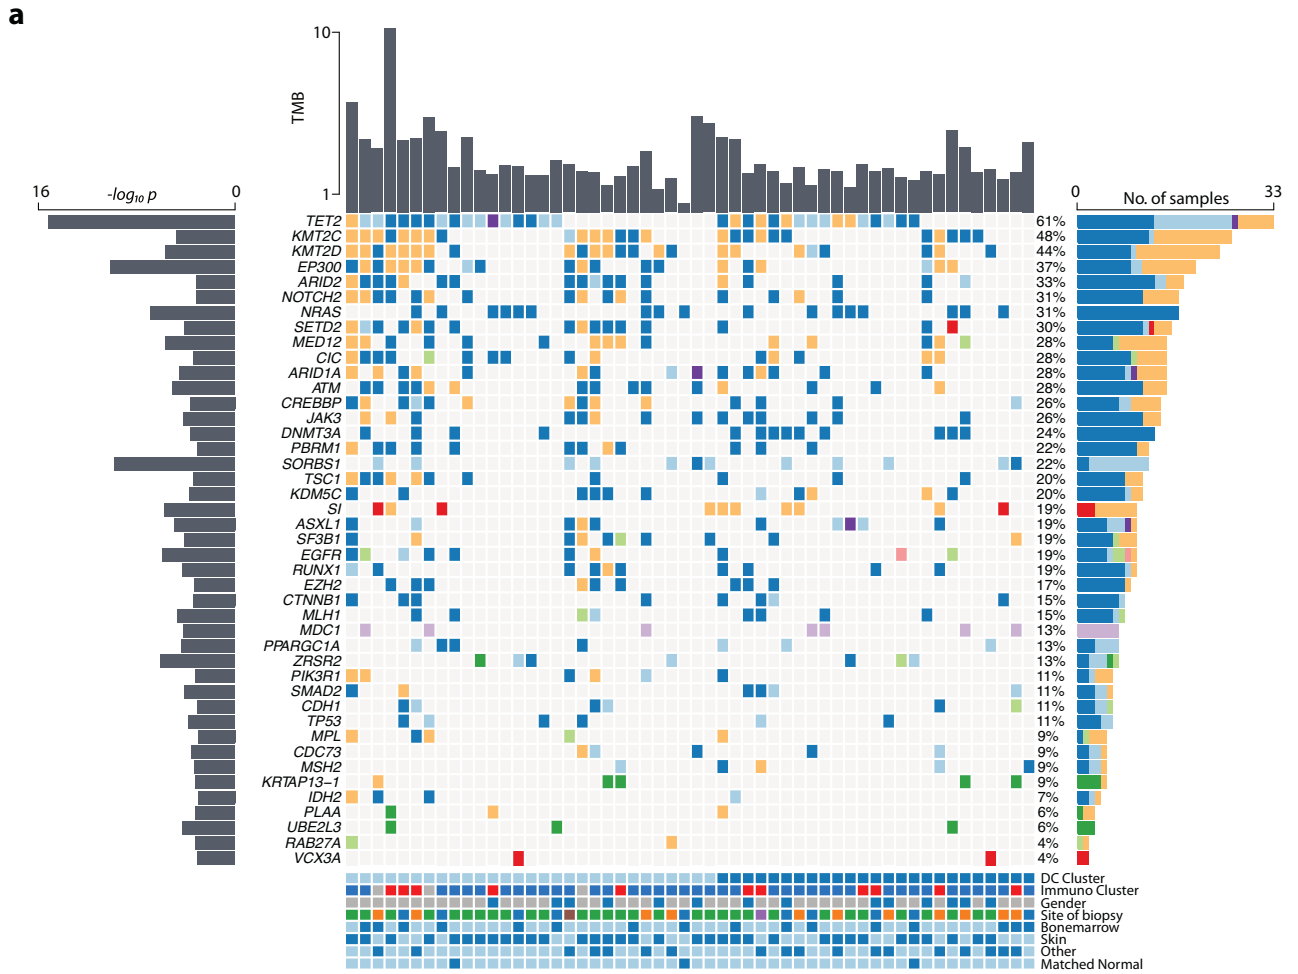 a
10
TMB
1
16
-log10 p
0
0
No. of samples
33
TET2 61%
KMT2C 48%
KMT2D 44%
EP300 37%
ARID2 33%
NOTCH2 31%
NRAS 31%
SETD2 30%
MED12 28%
CIC 28%
ARID1A 28%
ATM 28%
CREBBP 26%
JAK3 26%
DNMT3A 24%
PBRM1 22%
SORBS1 22%
TSC1 20%
KDM5C 20%
SI 19%
ASXL1 19%
SF3B1 19%
EGFR 19%
RUNX1 19%
EZH2 17%
CTNNB1 15%
MLH1 15%
MDC1 13%
PPARGC1A 13%
ZRSR2 13%
PIK3R1 11%
SMAD2 11%
CDH1 11%
TP53 11%
MPL 9%
CDC73 9%
MSH2 9%
KRTAP13−1 9%
IDH2 7%
PLAA 6%
UBE2L3 6%
RAB27A 4%
VCX3A 4%
DC Cluster
Immuno Cluster
Gender
Site of biopsy
Bonemarrow
Skin
Other
Matched Normal